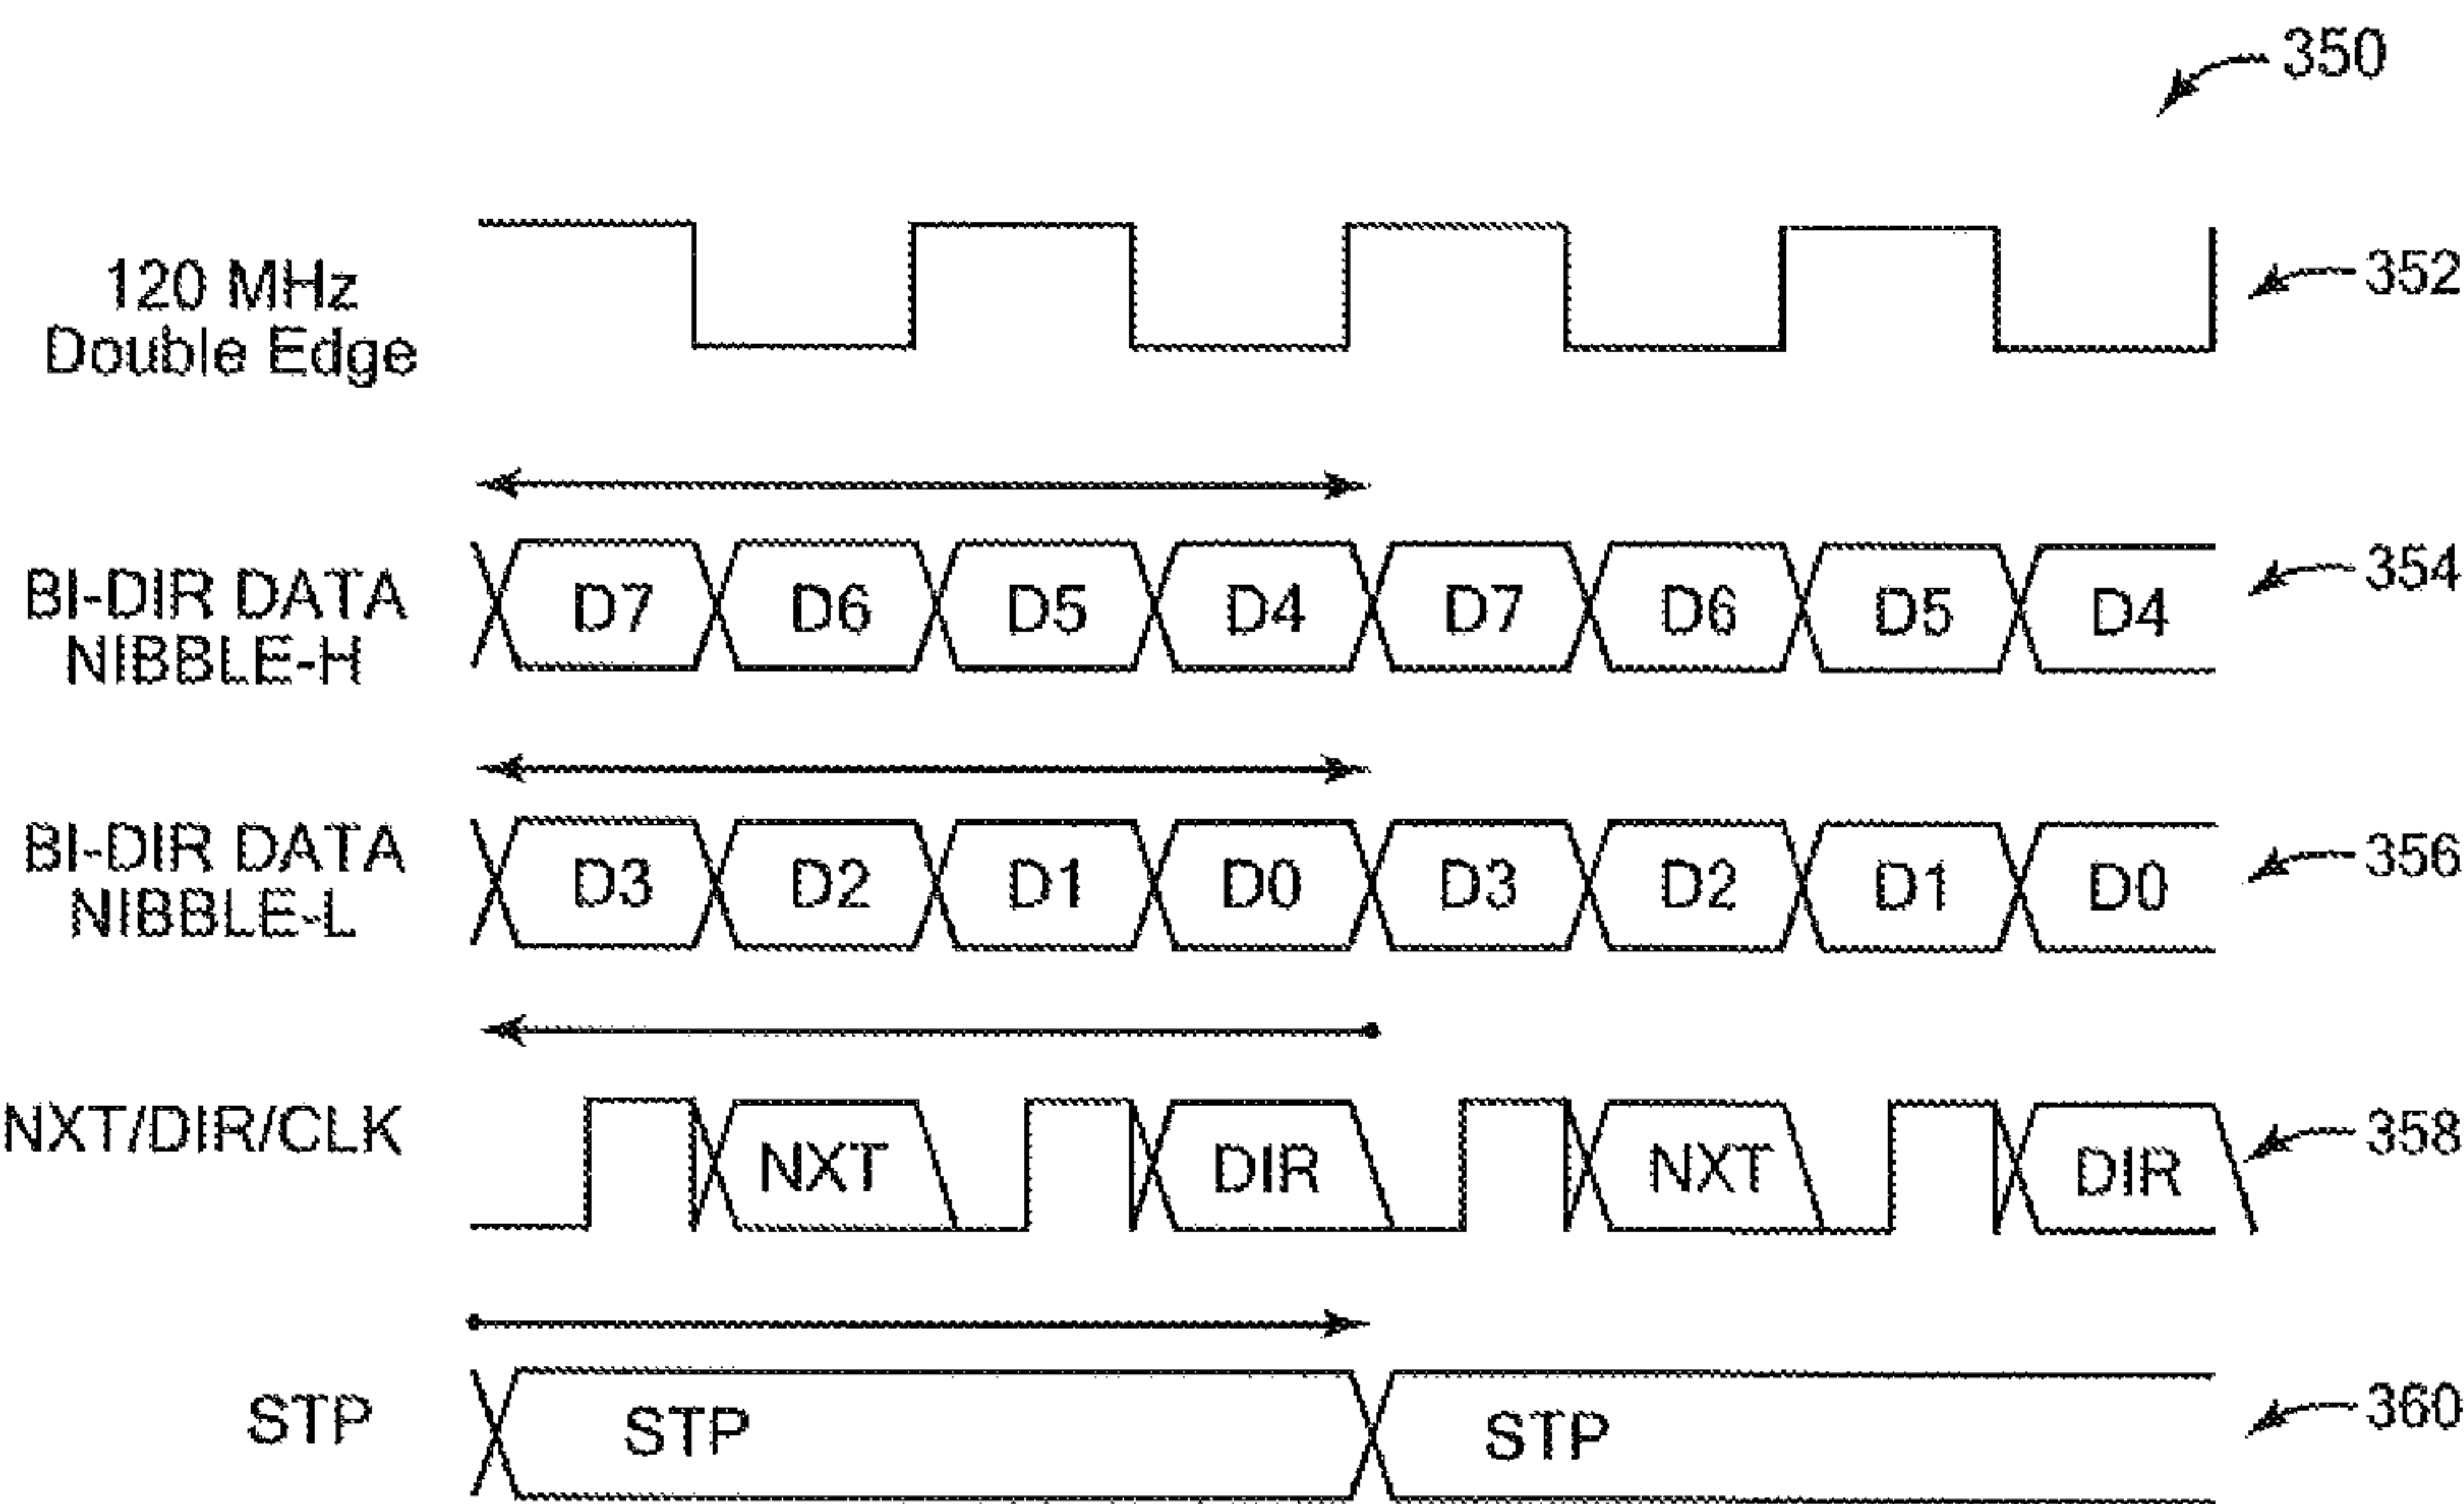 350
120 MHz
Double Edge
352
BI-DIR DATA
NIBBLE-H
D7 D6 D5 D4 D7 D6 D5 D4
354
BI-DIR DATA
NIBBLE-L
D3 D2 D1 D0 D3 D2 D1 D0
356
NXT/DIR/CLK
NXT DIR NXT DIR
358
STP
STP STP
360